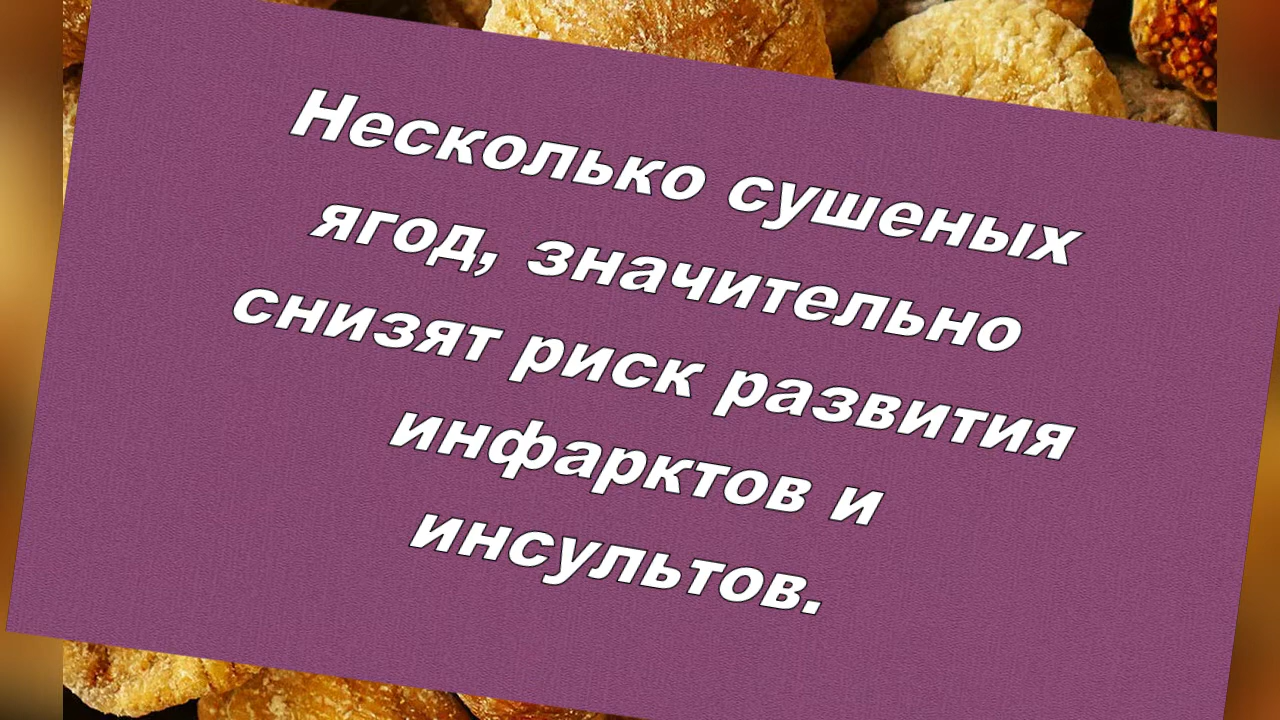 Несколько сушеных
ягод, значительно
снизят риск развития
инфарктов и
инсультов.